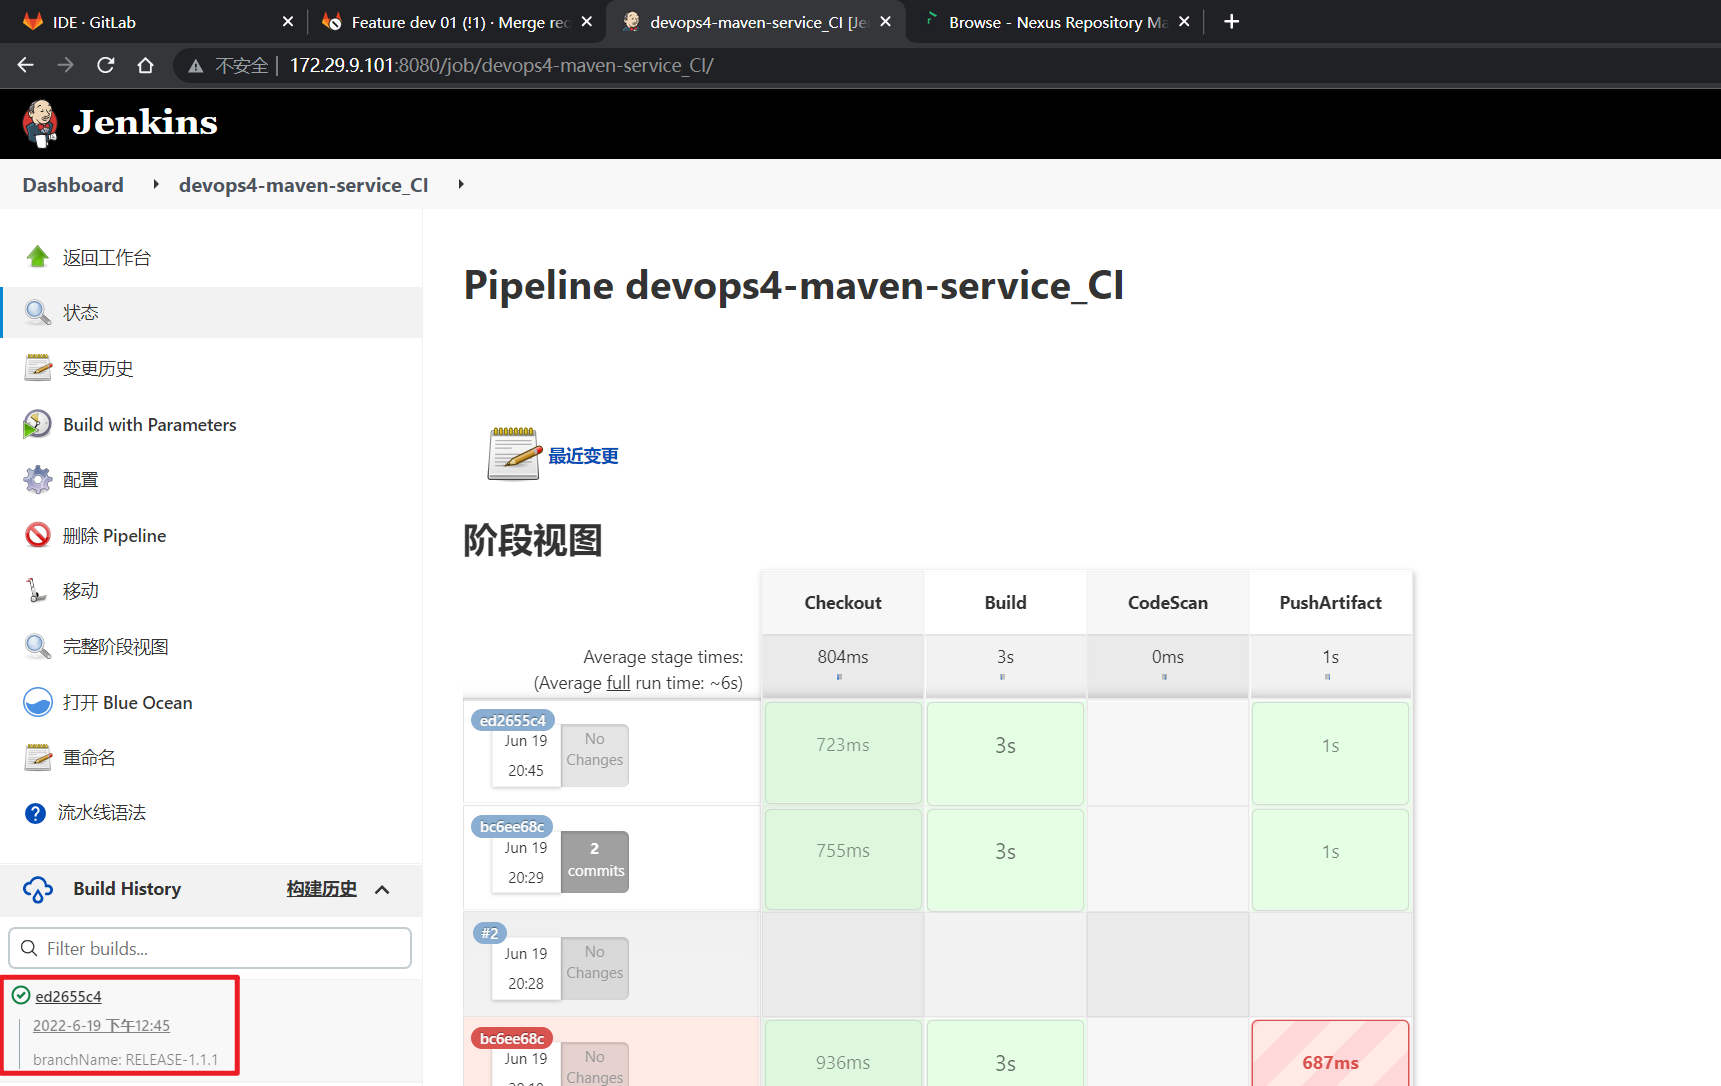 IDE · GitLab
Feature dev 01 (!1) · Merge rec
devops4-maven-service_CI [Je
Browse - Nexus Repository Ma
不安全
172.29.9.101:8080/job/devops4-maven-service_CI/
Jenkins
Dashboard
devops4-maven-service_CI
返回工作台
状态
变更历史
Build with Parameters
配置
删除 Pipeline
移动
完整阶段视图
打开 Blue Ocean
重命名
流水线语法
Build History
构建历史
Filter builds...
ed2655c4
2022-6-19 下午12:45
branchName: RELEASE-1.1.1
Pipeline devops4-maven-service_CI
最近变更
阶段视图
Checkout
Build
CodeScan
PushArtifact
Average stage times:
(Average full run time: ~6s)
804ms
3s
0ms
1s
ed2655c4
Jun 19
20:45
No
Changes
723ms
3s
1s
bc6ee68c
Jun 19
20:29
2
commits
755ms
3s
1s
#2
Jun 19
20:28
No
Changes
bc6ee68c
Jun 19
No
Changes
936ms
3s
687ms